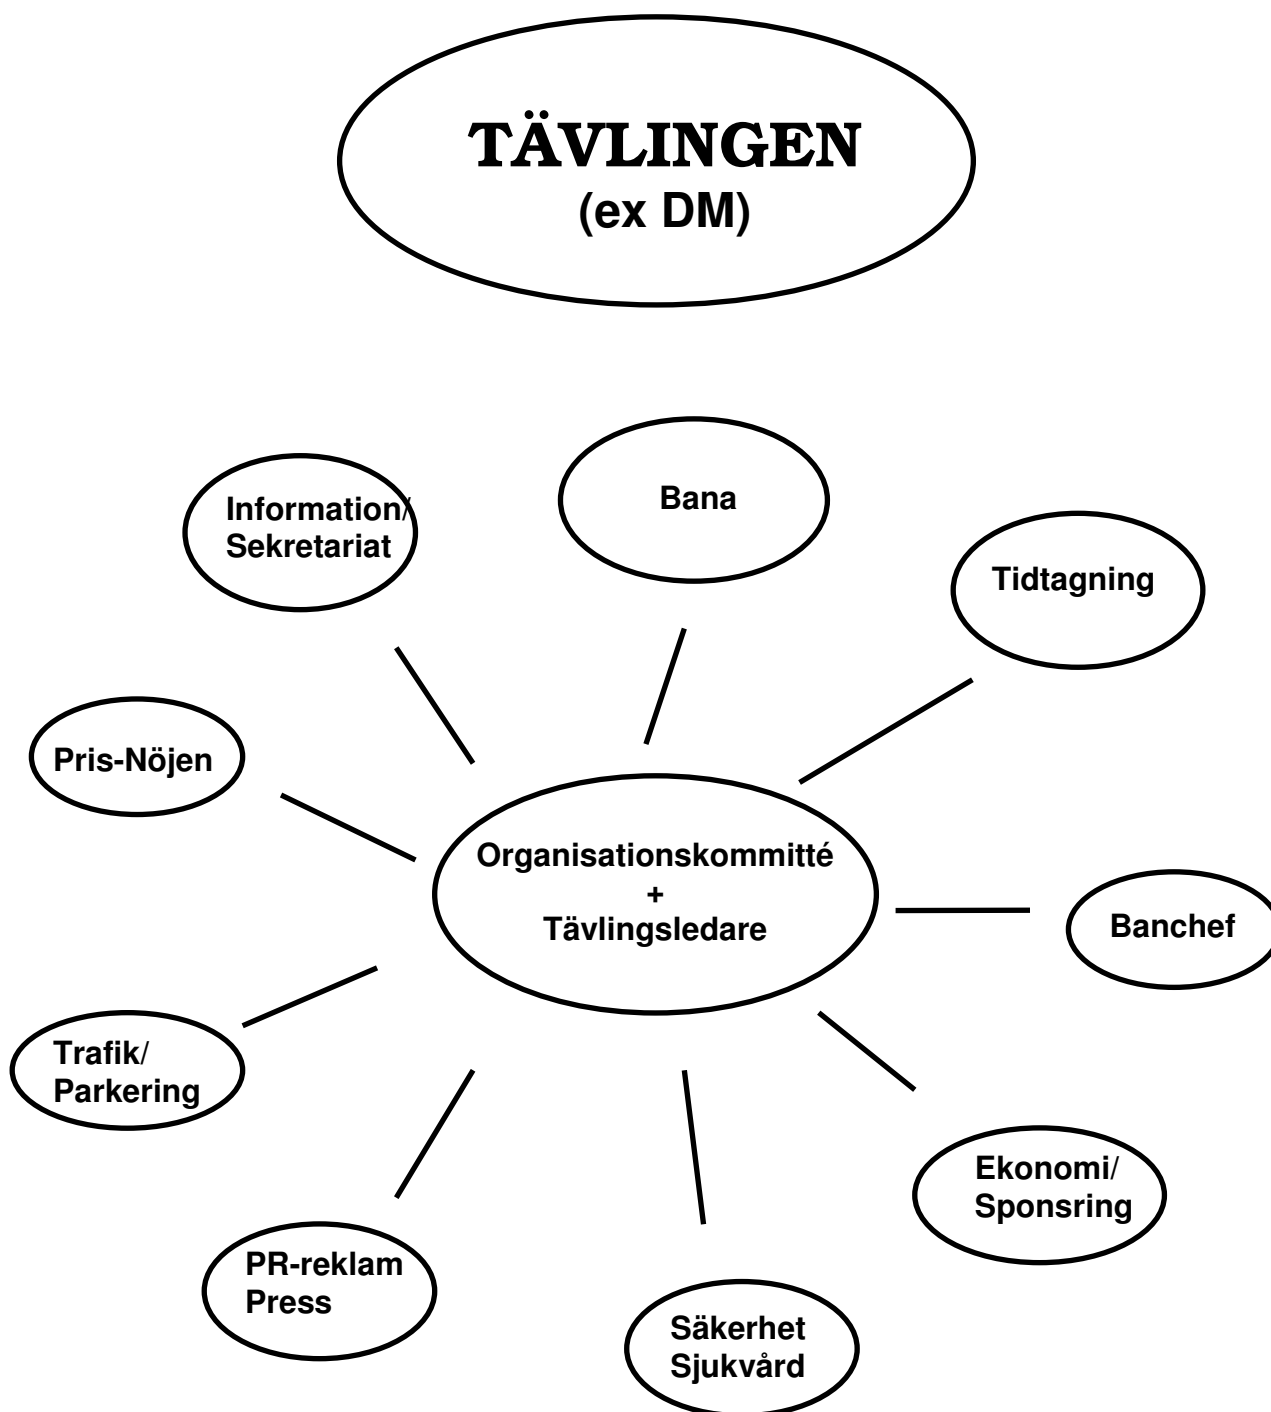 TÄVLINGEN
(ex DM)
Information/
Sekretariat
Bana
Tidtagning
Pris-Nöjen
Organisationskommitté
+
Tävlingsledare
Banchef
Trafik/
Parkering
Ekonomi/
Sponsring
PR-reklam
Press
Säkerhet
Sjukvård